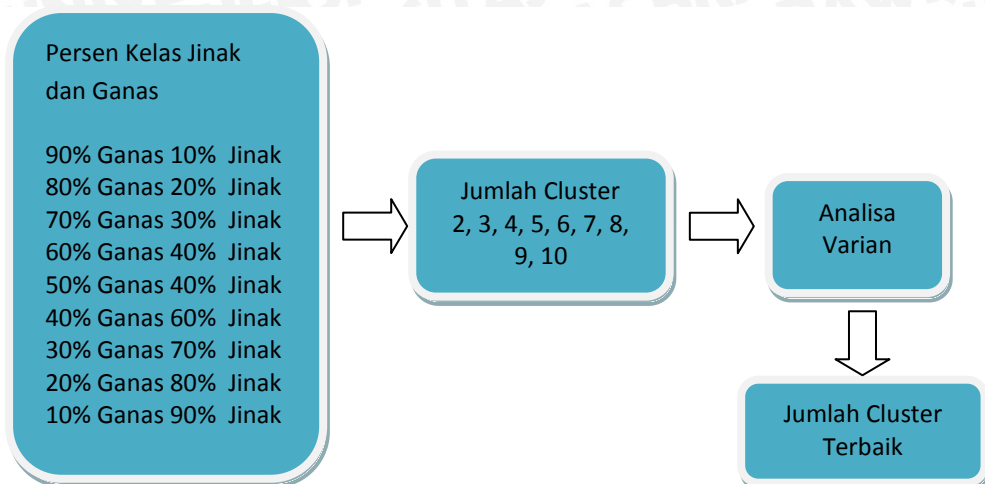 Persen Kelas Jinak
dan Ganas
90% Ganas 10% Jinak
80% Ganas 20% Jinak
70% Ganas 30% Jinak
60% Ganas 40% Jinak
50% Ganas 40% Jinak
40% Ganas 60% Jinak
30% Ganas 70% Jinak
20% Ganas 80% Jinak
10% Ganas 90% Jinak
Jumlah Cluster
2, 3, 4, 5, 6, 7, 8,
9, 10
Analisa
Varian
Jumlah Cluster
Terbaik